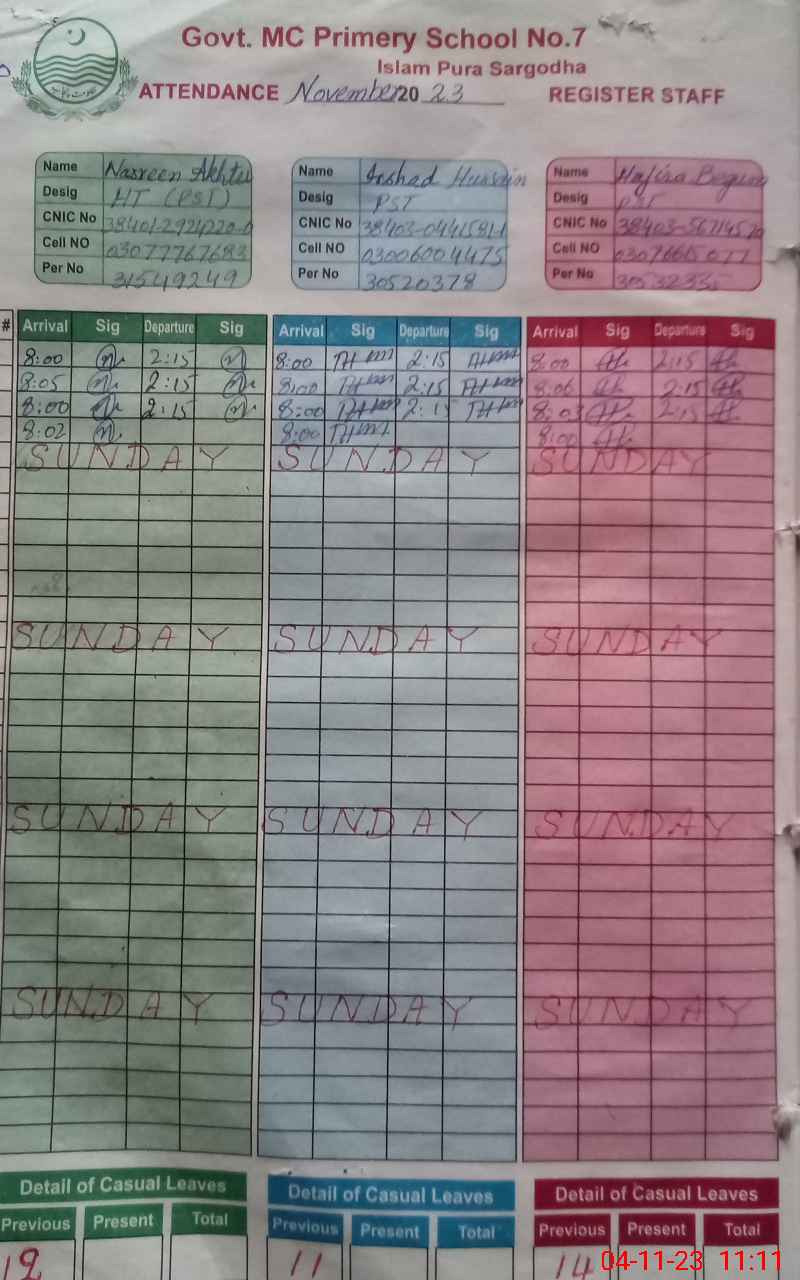 Govt. MC Primery School No.7
Islam Pura Sargodha
ATTENDANCE November 2023 REGISTER STAFF
Name Nasreen Akhtar Name Arshad Hussain Name Hafiza Begum
Desig HT (PST) Desig PST Desig PST
CNIC No CNIC No 38403-0441581-1 CNIC No
Cell NO 03077767683 Cell NO 03006004475 Cell NO
Per No 31549249 Per No 30520378 Per No
# Arrival Sig Departure Sig Arrival Sig Departure Sig Arrival Sig Departure Sig
8:00 2:15 8:00 2:15 8:00 2:15
8:05 2:15 8:00 2:15 8:06 2:15
8:00 2:15 8:00 2:15 8:03 2:15
8:02 8:00 8:00
SUNDAY SUNDAY SUNDAY
SUNDAY SUNDAY SUNDAY
SUNDAY SUNDAY SUNDAY
SUNDAY SUNDAY SUNDAY
Detail of Casual Leaves Detail of Casual Leaves Detail of Casual Leaves
Previous Present Total Previous Present Total Previous Present Total
11 14
04-11-23 11:11